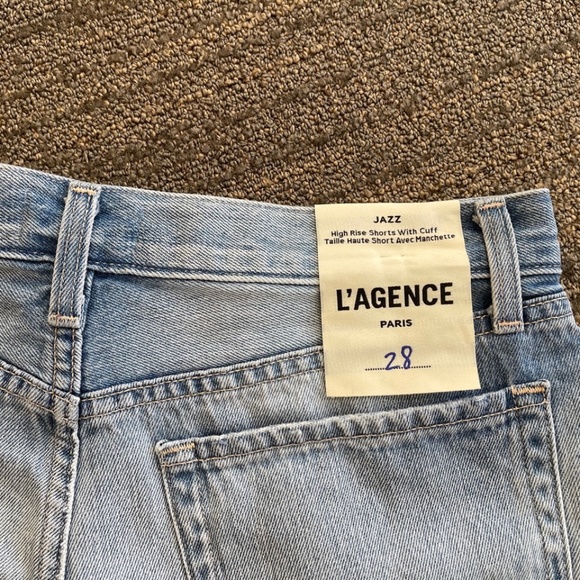 JAZZ
High Rise Shorts With Cuff
Taille Haute Short Avec Manchette
L'AGENCE
PARIS
28